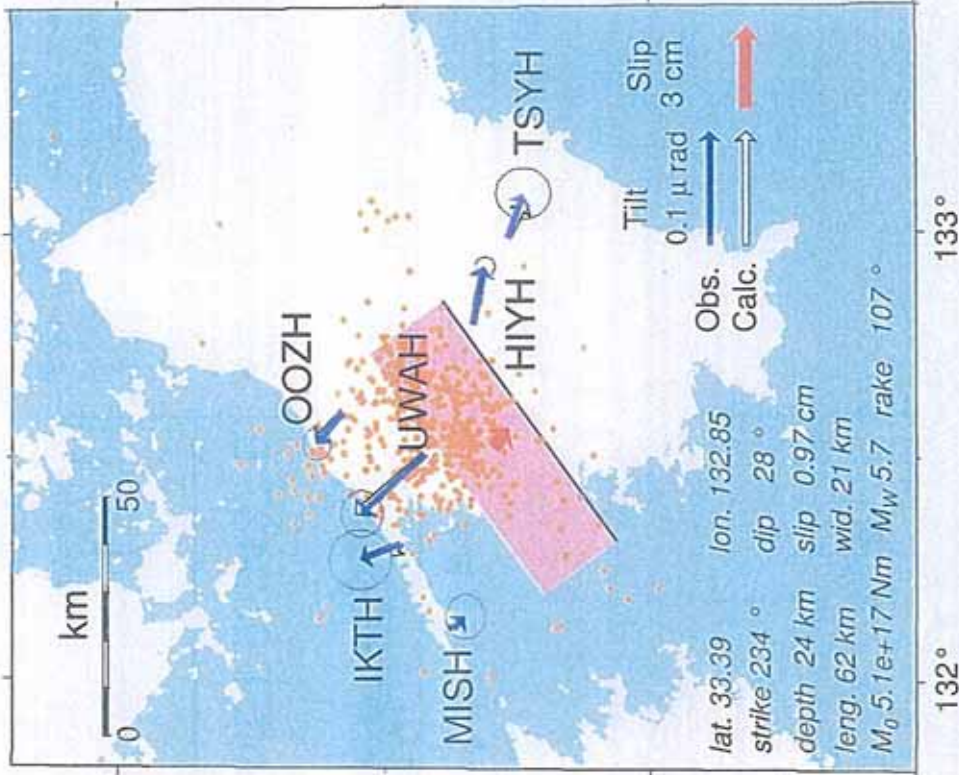 km
0 50
OOZH
UWAH
IKTH
MISH
HIYH
TSYH
Tilt Slip
0.1 μ rad 3 cm
Obs.
Calc.
lat. 33.39 lon. 132.85
strike 234 ° dip 28 °
depth 24 km slip 0.97 cm
leng. 62 km wid. 21 km
M₀ 5.1e+17 Nm M_W 5.7 rake 107 °
132° 133°